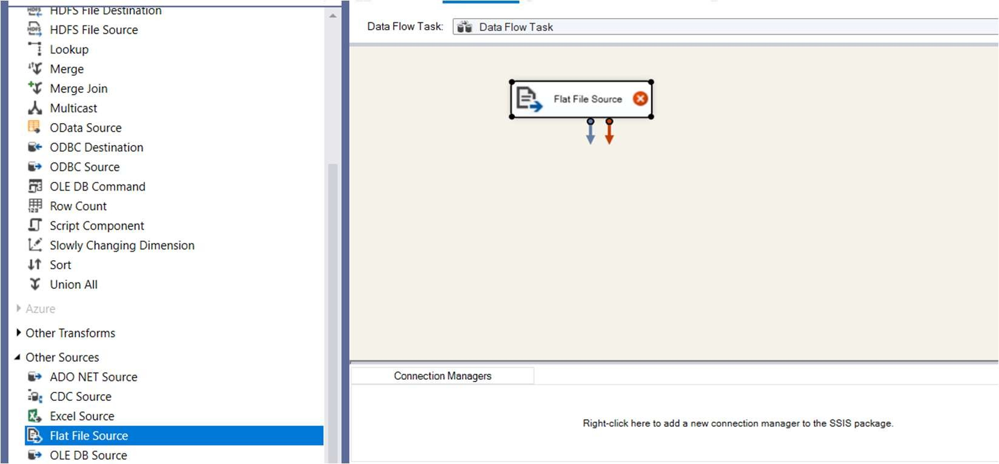 HDFS File Destination
HDFS File Source
Lookup
Merge
Merge Join
Multicast
OData Source
ODBC Destination
ODBC Source
OLE DB Command
Row Count
Script Component
Slowly Changing Dimension
Sort
Union All
Azure
Other Transforms
Other Sources
ADO NET Source
CDC Source
Excel Source
Flat File Source
OLE DB Source
Data Flow Task: Data Flow Task
Flat File Source
Connection Managers
Right-click here to add a new connection manager to the SSIS package.